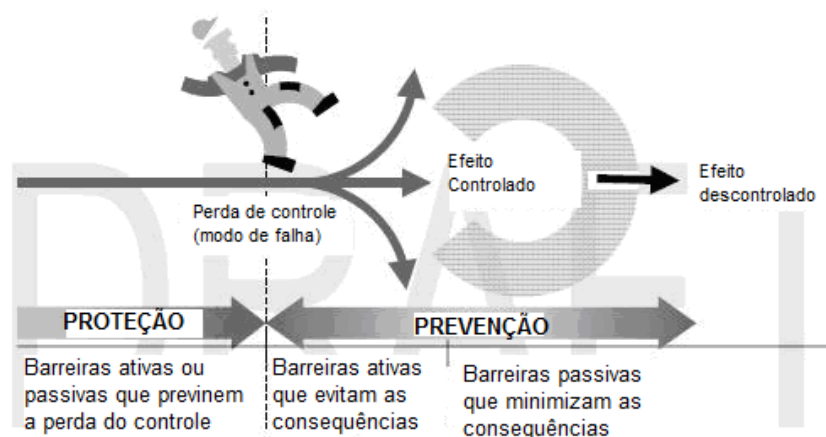 Efeito
Controlado
Efeito
descontrolado
Perda de controle
(modo de falha)
PROTEÇÃO
PREVENÇÃO
Barreiras ativas ou
passivas que previnem
a perda do controle
Barreiras ativas
que evitam as
consequências
Barreiras passivas
que minimizam as
consequências
DRAFT